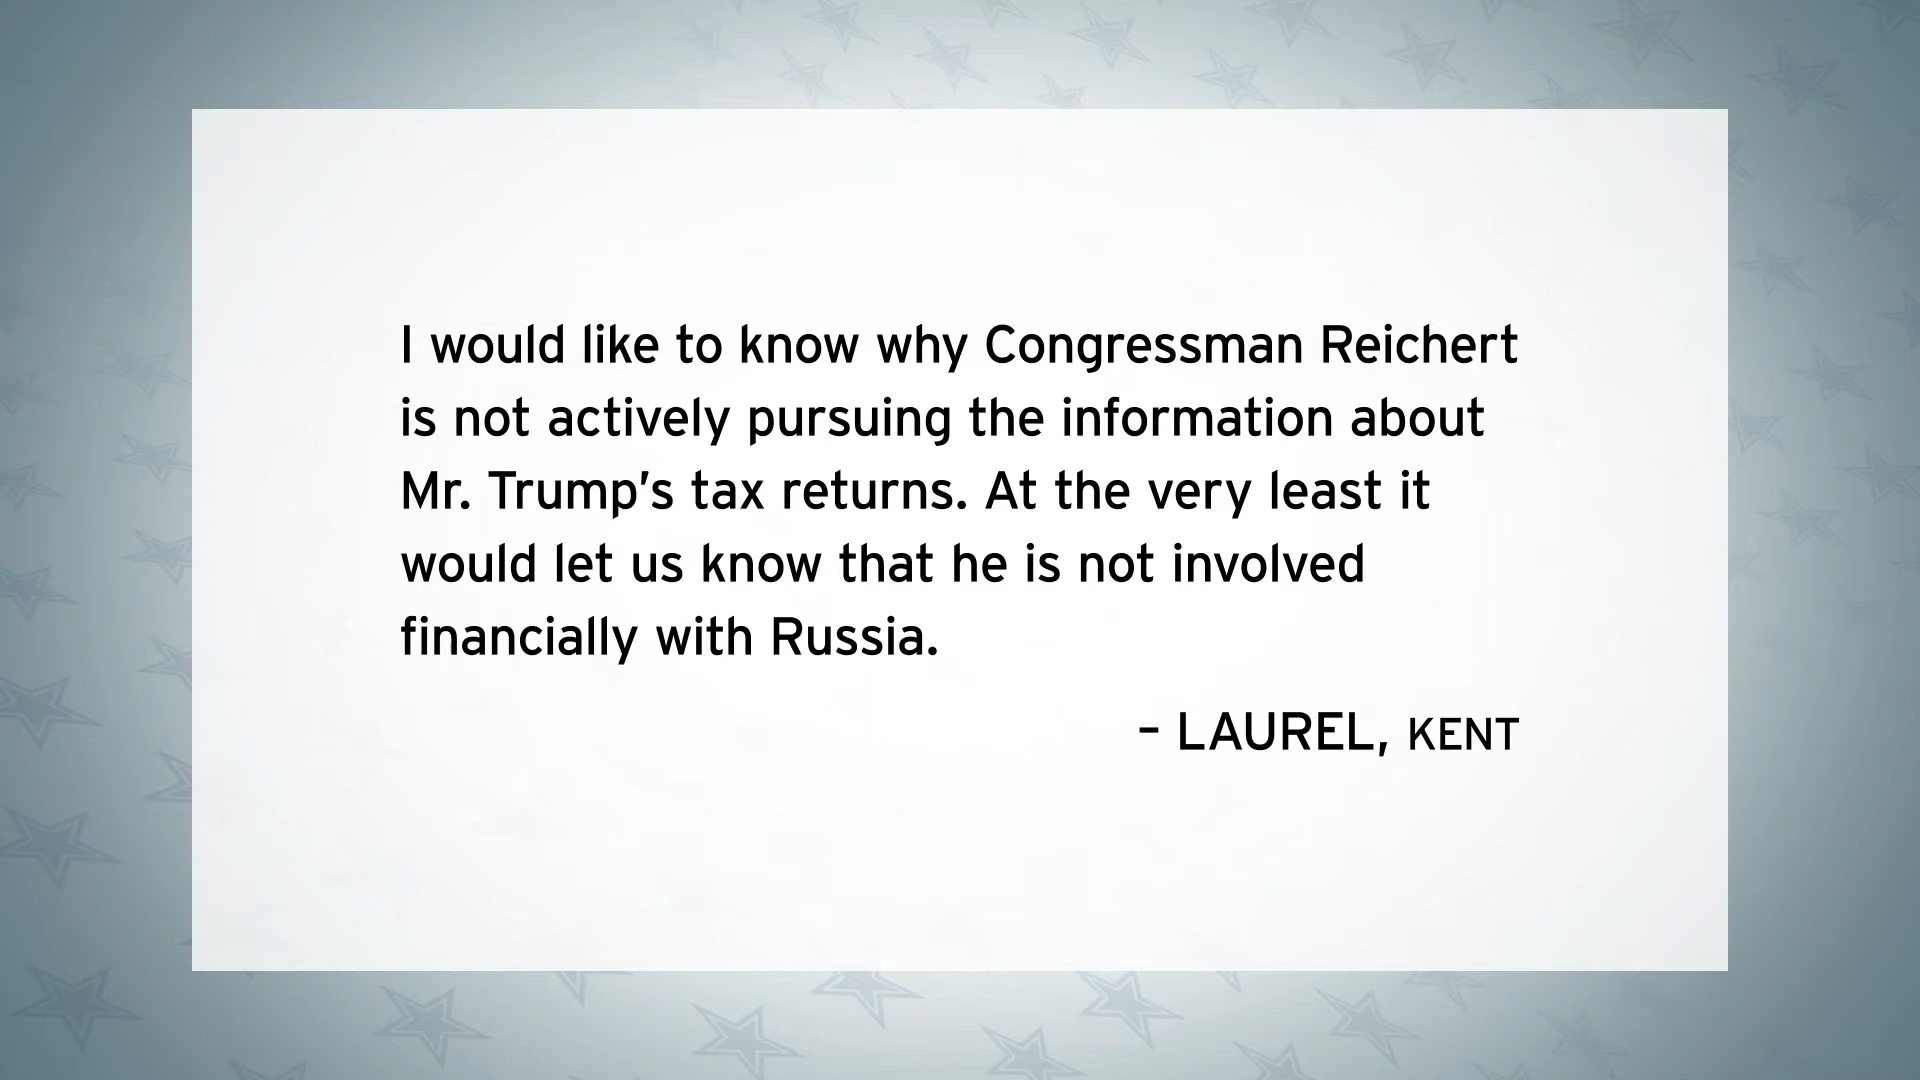 I would like to know why Congressman Reichert
is not actively pursuing the information about
Mr. Trump’s tax returns. At the very least it
would let us know that he is not involved
financially with Russia.
– LAUREL, KENT